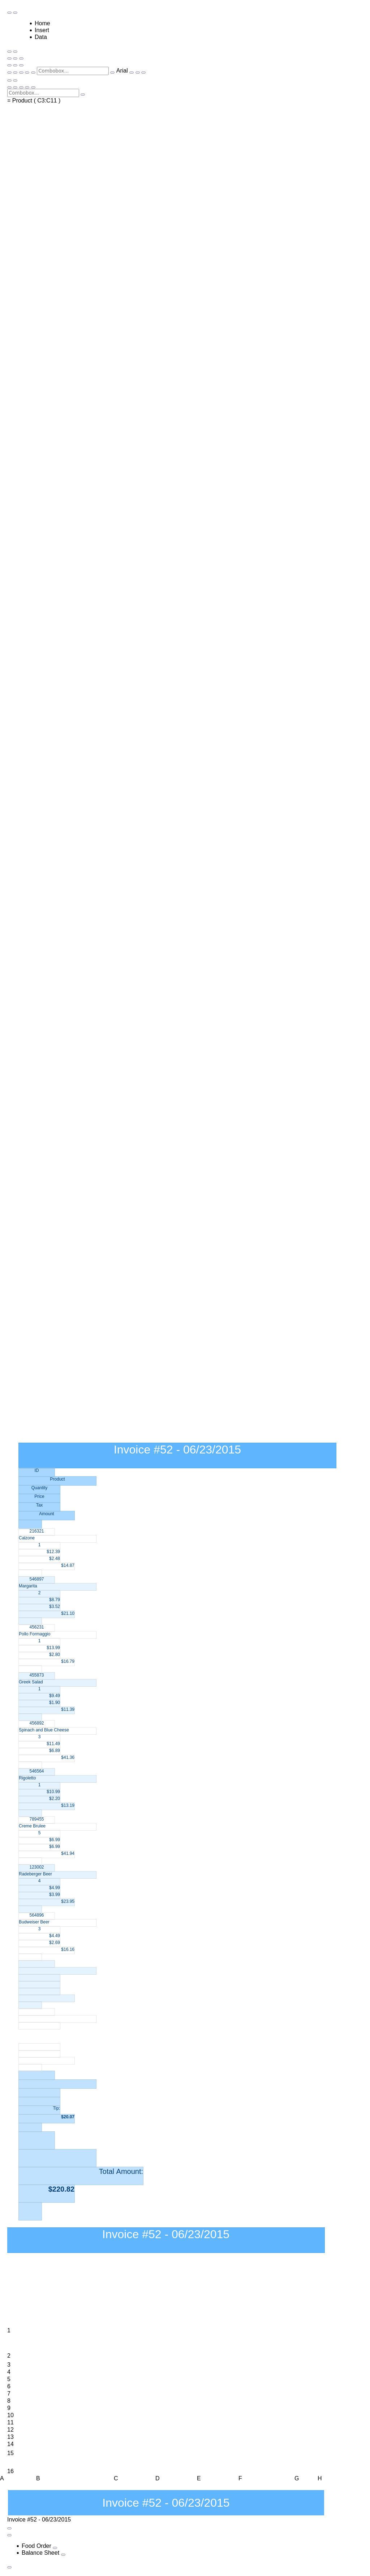 Home
Insert
Data
Combobox...
Arial
Combobox...
= Product ( C3:C11 )
Invoice #52 - 06/23/2015
ID
Product
Quantity
Price
Tax
Amount
216321
Calzone
1
$12.39
$2.48
$14.87
546897
Margarita
2
$8.79
$3.52
$21.10
456231
Pollo Formaggio
1
$13.99
$2.80
$16.79
455873
Greek Salad
1
$9.49
$1.90
$11.39
456892
Spinach and Blue Cheese
3
$11.49
$6.89
$41.36
546564
Rigoletto
1
$10.99
$2.20
$13.19
789455
Creme Brulee
5
$6.99
$6.99
$41.94
123002
Radeberger Beer
4
$4.99
$3.99
$23.95
564896
Budweiser Beer
3
$4.49
$2.69
$16.16
Tip:
$20.07
Total Amount:
$220.82
Invoice #52 - 06/23/2015
1
2
3
4
5
6
7
8
9
10
11
12
13
14
15
16
A B C D E F G H
Invoice #52 - 06/23/2015
Invoice #52 - 06/23/2015
Food Order
Balance Sheet